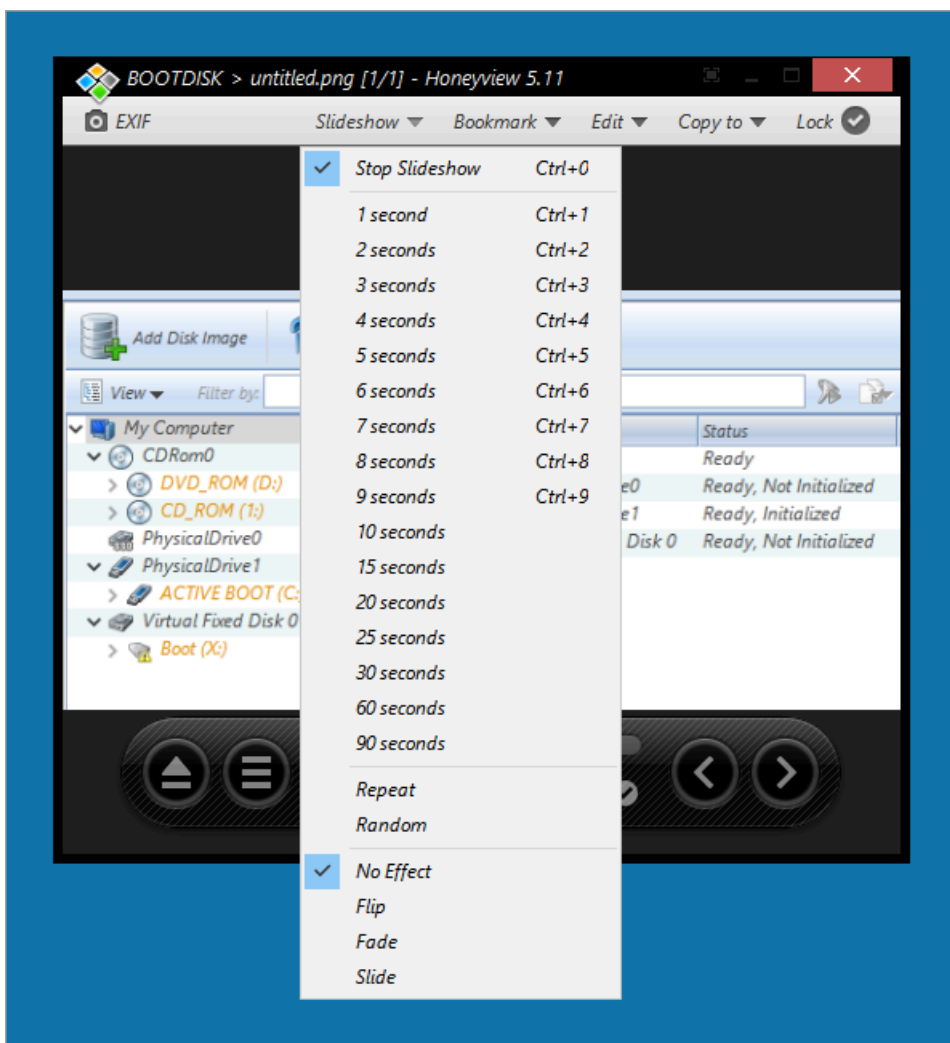 BOOTDISK > untitled.png [1/1] - Honeyview 5.11
EXIF Slideshow Bookmark Edit Copy to Lock
Stop Slideshow Ctrl+0
1 second Ctrl+1
2 seconds Ctrl+2
3 seconds Ctrl+3
4 seconds Ctrl+4
5 seconds Ctrl+5
6 seconds Ctrl+6
7 seconds Ctrl+7
8 seconds Ctrl+8
9 seconds Ctrl+9
10 seconds
15 seconds
20 seconds
25 seconds
30 seconds
60 seconds
90 seconds
Repeat
Random
No Effect
Flip
Fade
Slide
Add Disk Image
View Filter by:
My Computer
CDRom0
DVD_ROM (D:)
CD_ROM (1:)
PhysicalDrive0
PhysicalDrive1
ACTIVE BOOT (C:
Virtual Fixed Disk 0
Boot (X:)
Status
Ready
e0 Ready, Not Initialized
e1 Ready, Initialized
Disk 0 Ready, Not Initialized